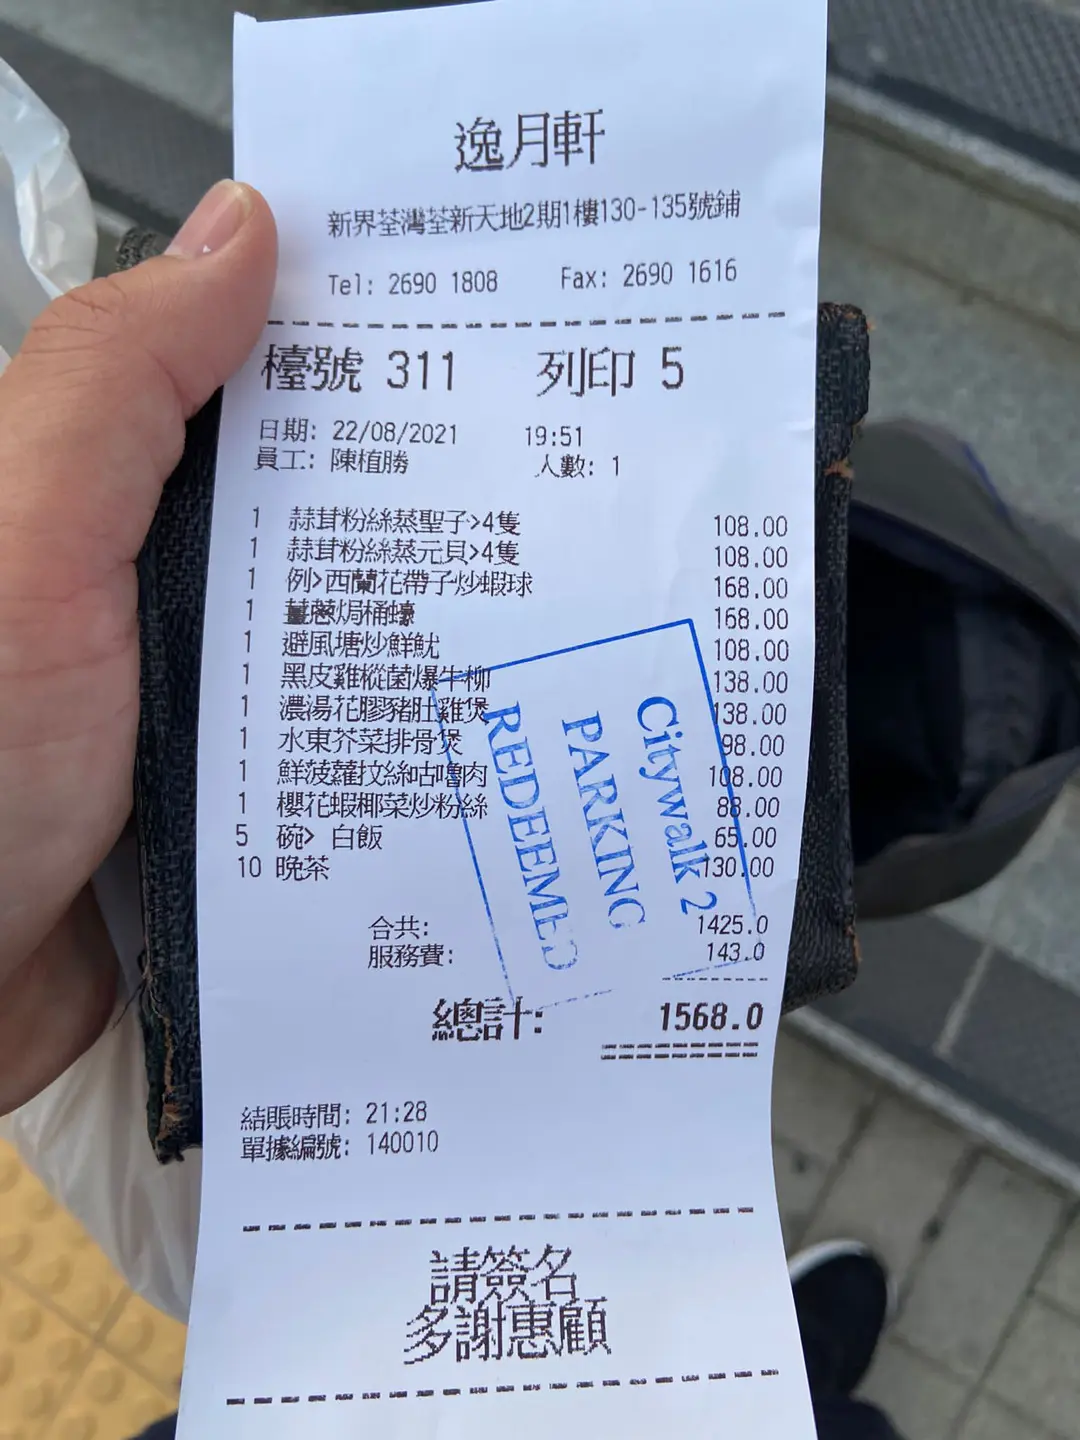 逸月軒
新界荃灣荃新天地2期1樓130-135號鋪
Tel: 2690 1808 Fax: 2690 1616
檯號 311 列印 5
日期: 22/08/2021 19:51
員工: 陳植勝 人數: 1
1 蒜茸粉絲蒸聖子>4隻 108.00
1 蒜茸粉絲蒸元貝>4隻 108.00
1 例>西蘭花帶子炒蝦球 168.00
1 薑蔥焗桶蠔 168.00
1 避風塘炒鮮魷 108.00
1 黑皮雞樅菌爆牛柳 138.00
1 濃湯花膠豬肚雞煲 138.00
1 水東芥菜排骨煲 98.00
1 鮮菠蘿拉絲咕嚕肉 108.00
1 櫻花蝦椰菜炒粉絲 88.00
5 碗> 白飯 65.00
10 晚茶 130.00
合共: 1425.0
服務費: 143.0
總計: 1568.0
結賬時間: 21:28
單據編號: 140010
請簽名
多謝惠顧
Citywalk 2
PARKING
REDEEMED